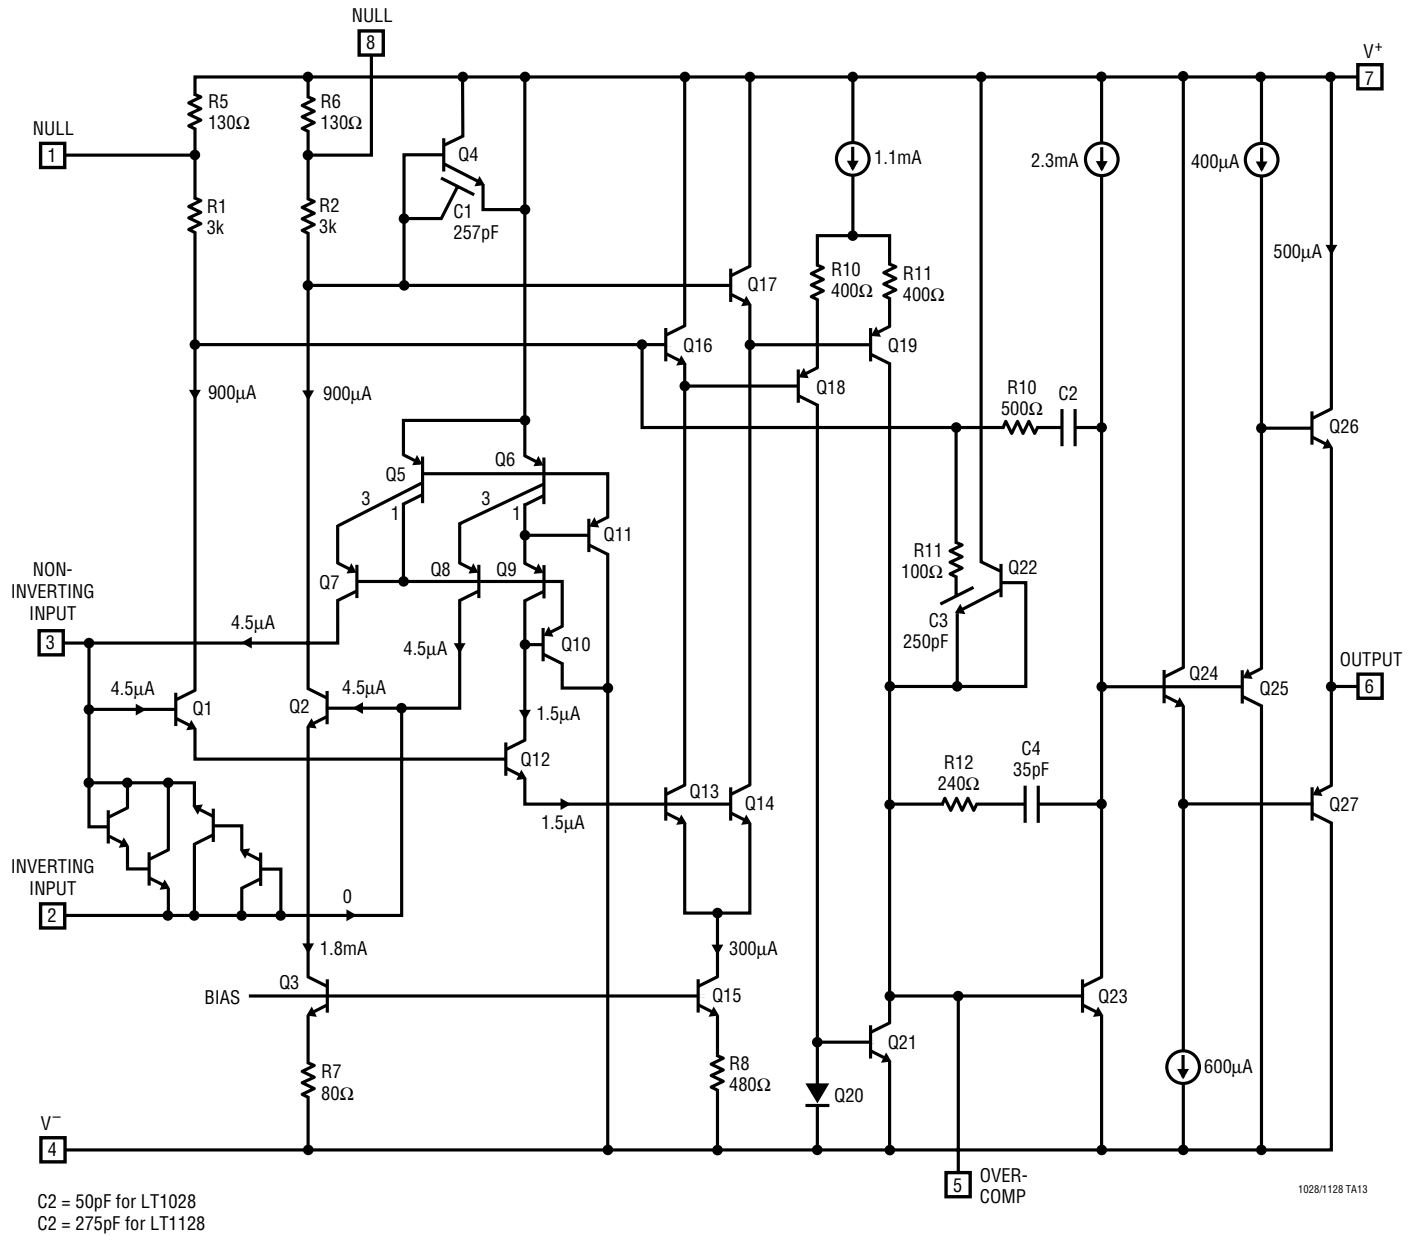 NULL
8
V+
7
R5
130Ω
R6
130Ω
NULL
1
Q4
1.1mA
2.3mA
400µA
R1
3k
R2
3k
C1
257pF
500µA
R10
400Ω
R11
400Ω
Q17
Q16
Q19
900µA
900µA
Q18
R10
500Ω
C2
Q26
Q5
Q6
3
1
3
1
Q11
R11
100Ω
Q22
NON-
INVERTING
INPUT
Q7
Q8
Q9
C3
250pF
3
4.5µA
4.5µA
Q10
OUTPUT
4.5µA
4.5µA
Q24
Q25
6
Q1
Q2
1.5µA
Q12
C4
35pF
R12
240Ω
Q13
Q14
Q27
1.5µA
INVERTING
INPUT
2
0
1.8mA
300µA
Q3
BIAS
Q15
Q23
Q21
R7
80Ω
R8
480Ω
600µA
Q20
V–
4
5
OVER-
COMP
1028/1128 TA13
C2 = 50pF for LT1028
C2 = 275pF for LT1128